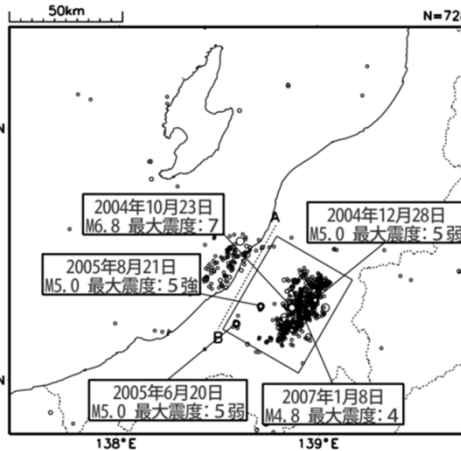 50km
N=728
N
A
2004年10月23日
M6.8 最大震度:7
2004年12月28日
M5.0 最大震度:5弱
2005年8月21日
M5.0 最大震度:5強
B
N
2005年6月20日
M5.0 最大震度:5弱
2007年1月8日
M4.8 最大震度:4
138°E
139°E